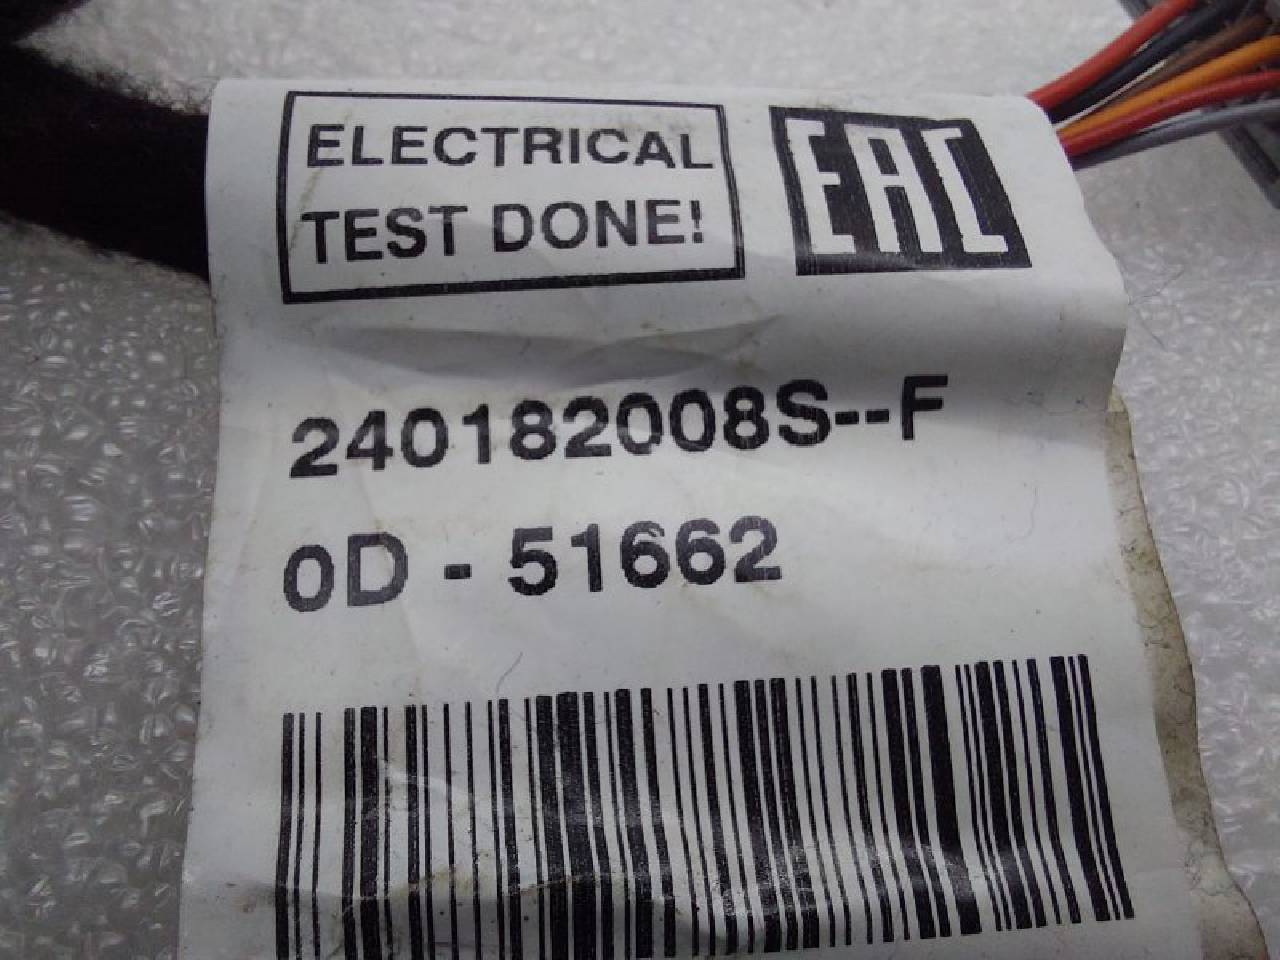 ELECTRICAL
TEST DONE!
EAC
240182008S--F
0D - 51662